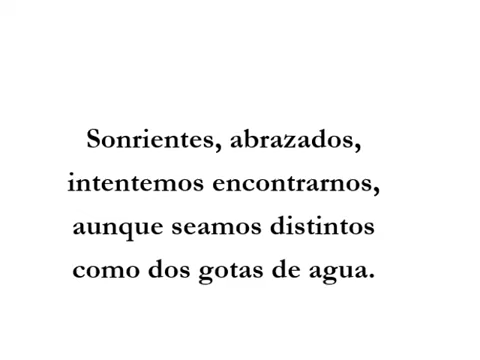 Sonrientes, abrazados,
intentemos encontrarnos,
aunque seamos distintos
como dos gotas de agua.